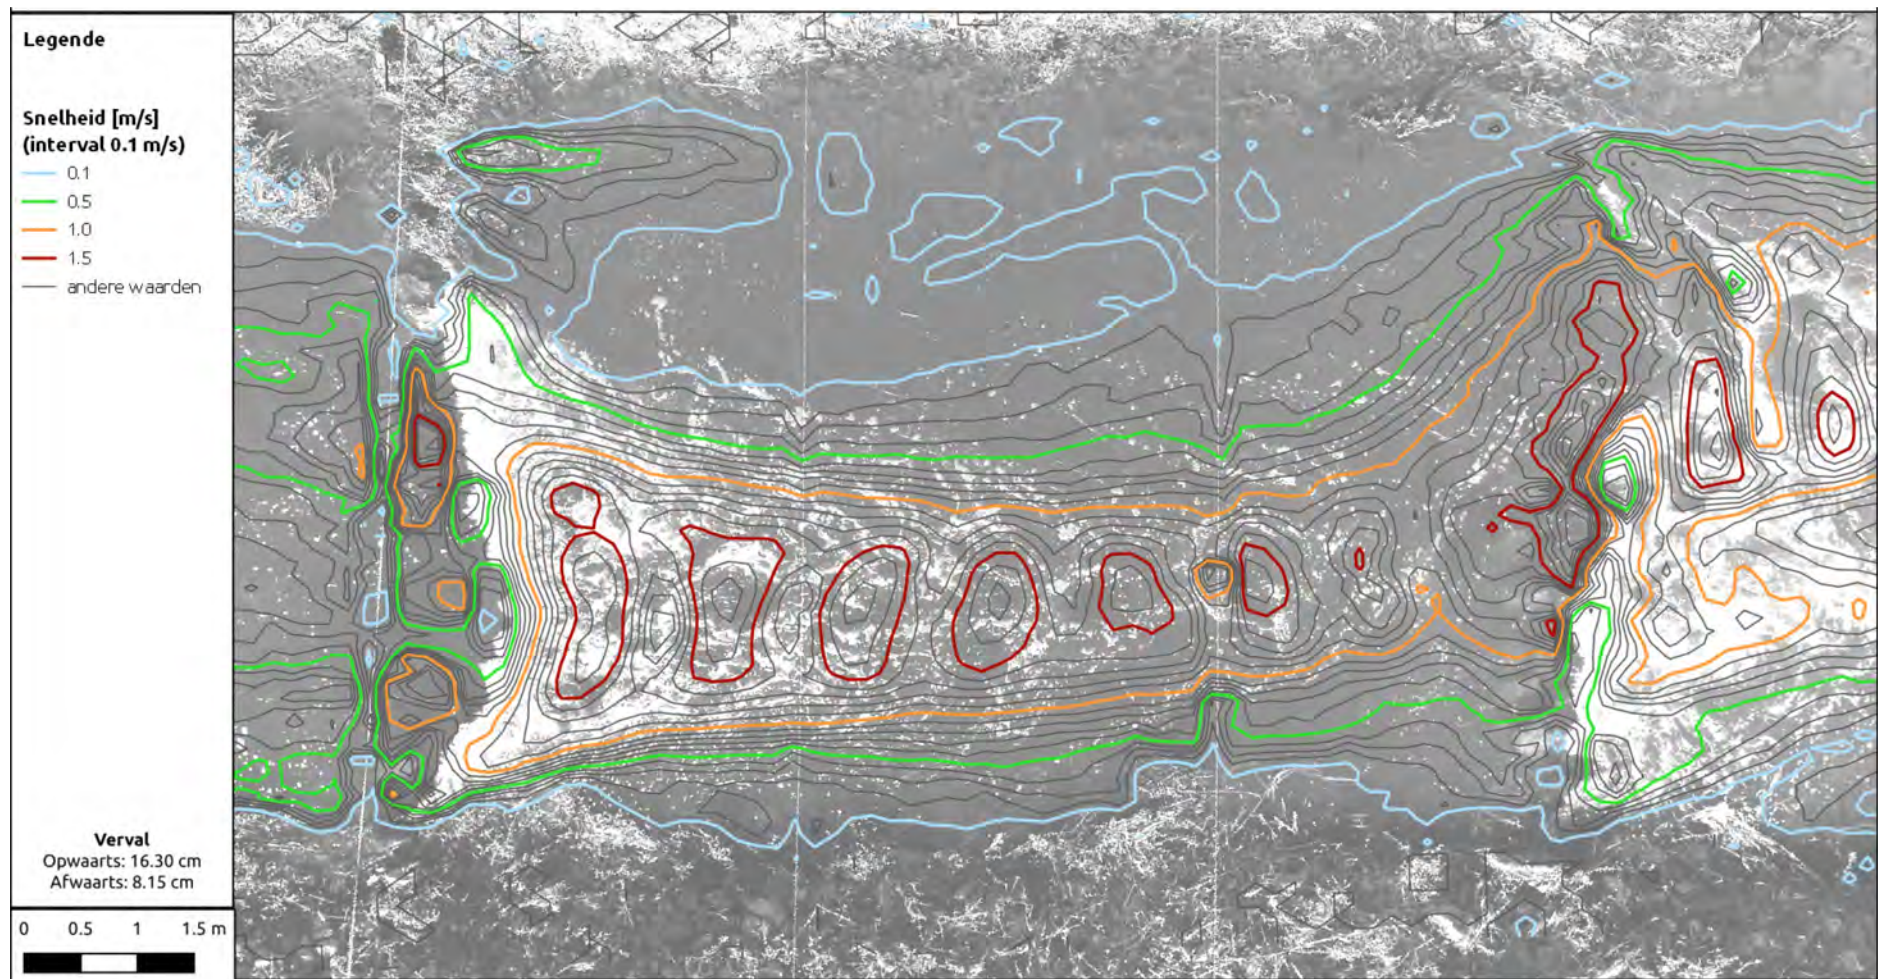 Legende
Snelheid [m/s]
(interval 0.1 m/s)
0.1
0.5
1.0
1.5
andere waarden
Verval
Opwaarts: 16.30 cm
Afwaarts: 8.15 cm
0 0.5 1 1.5 m